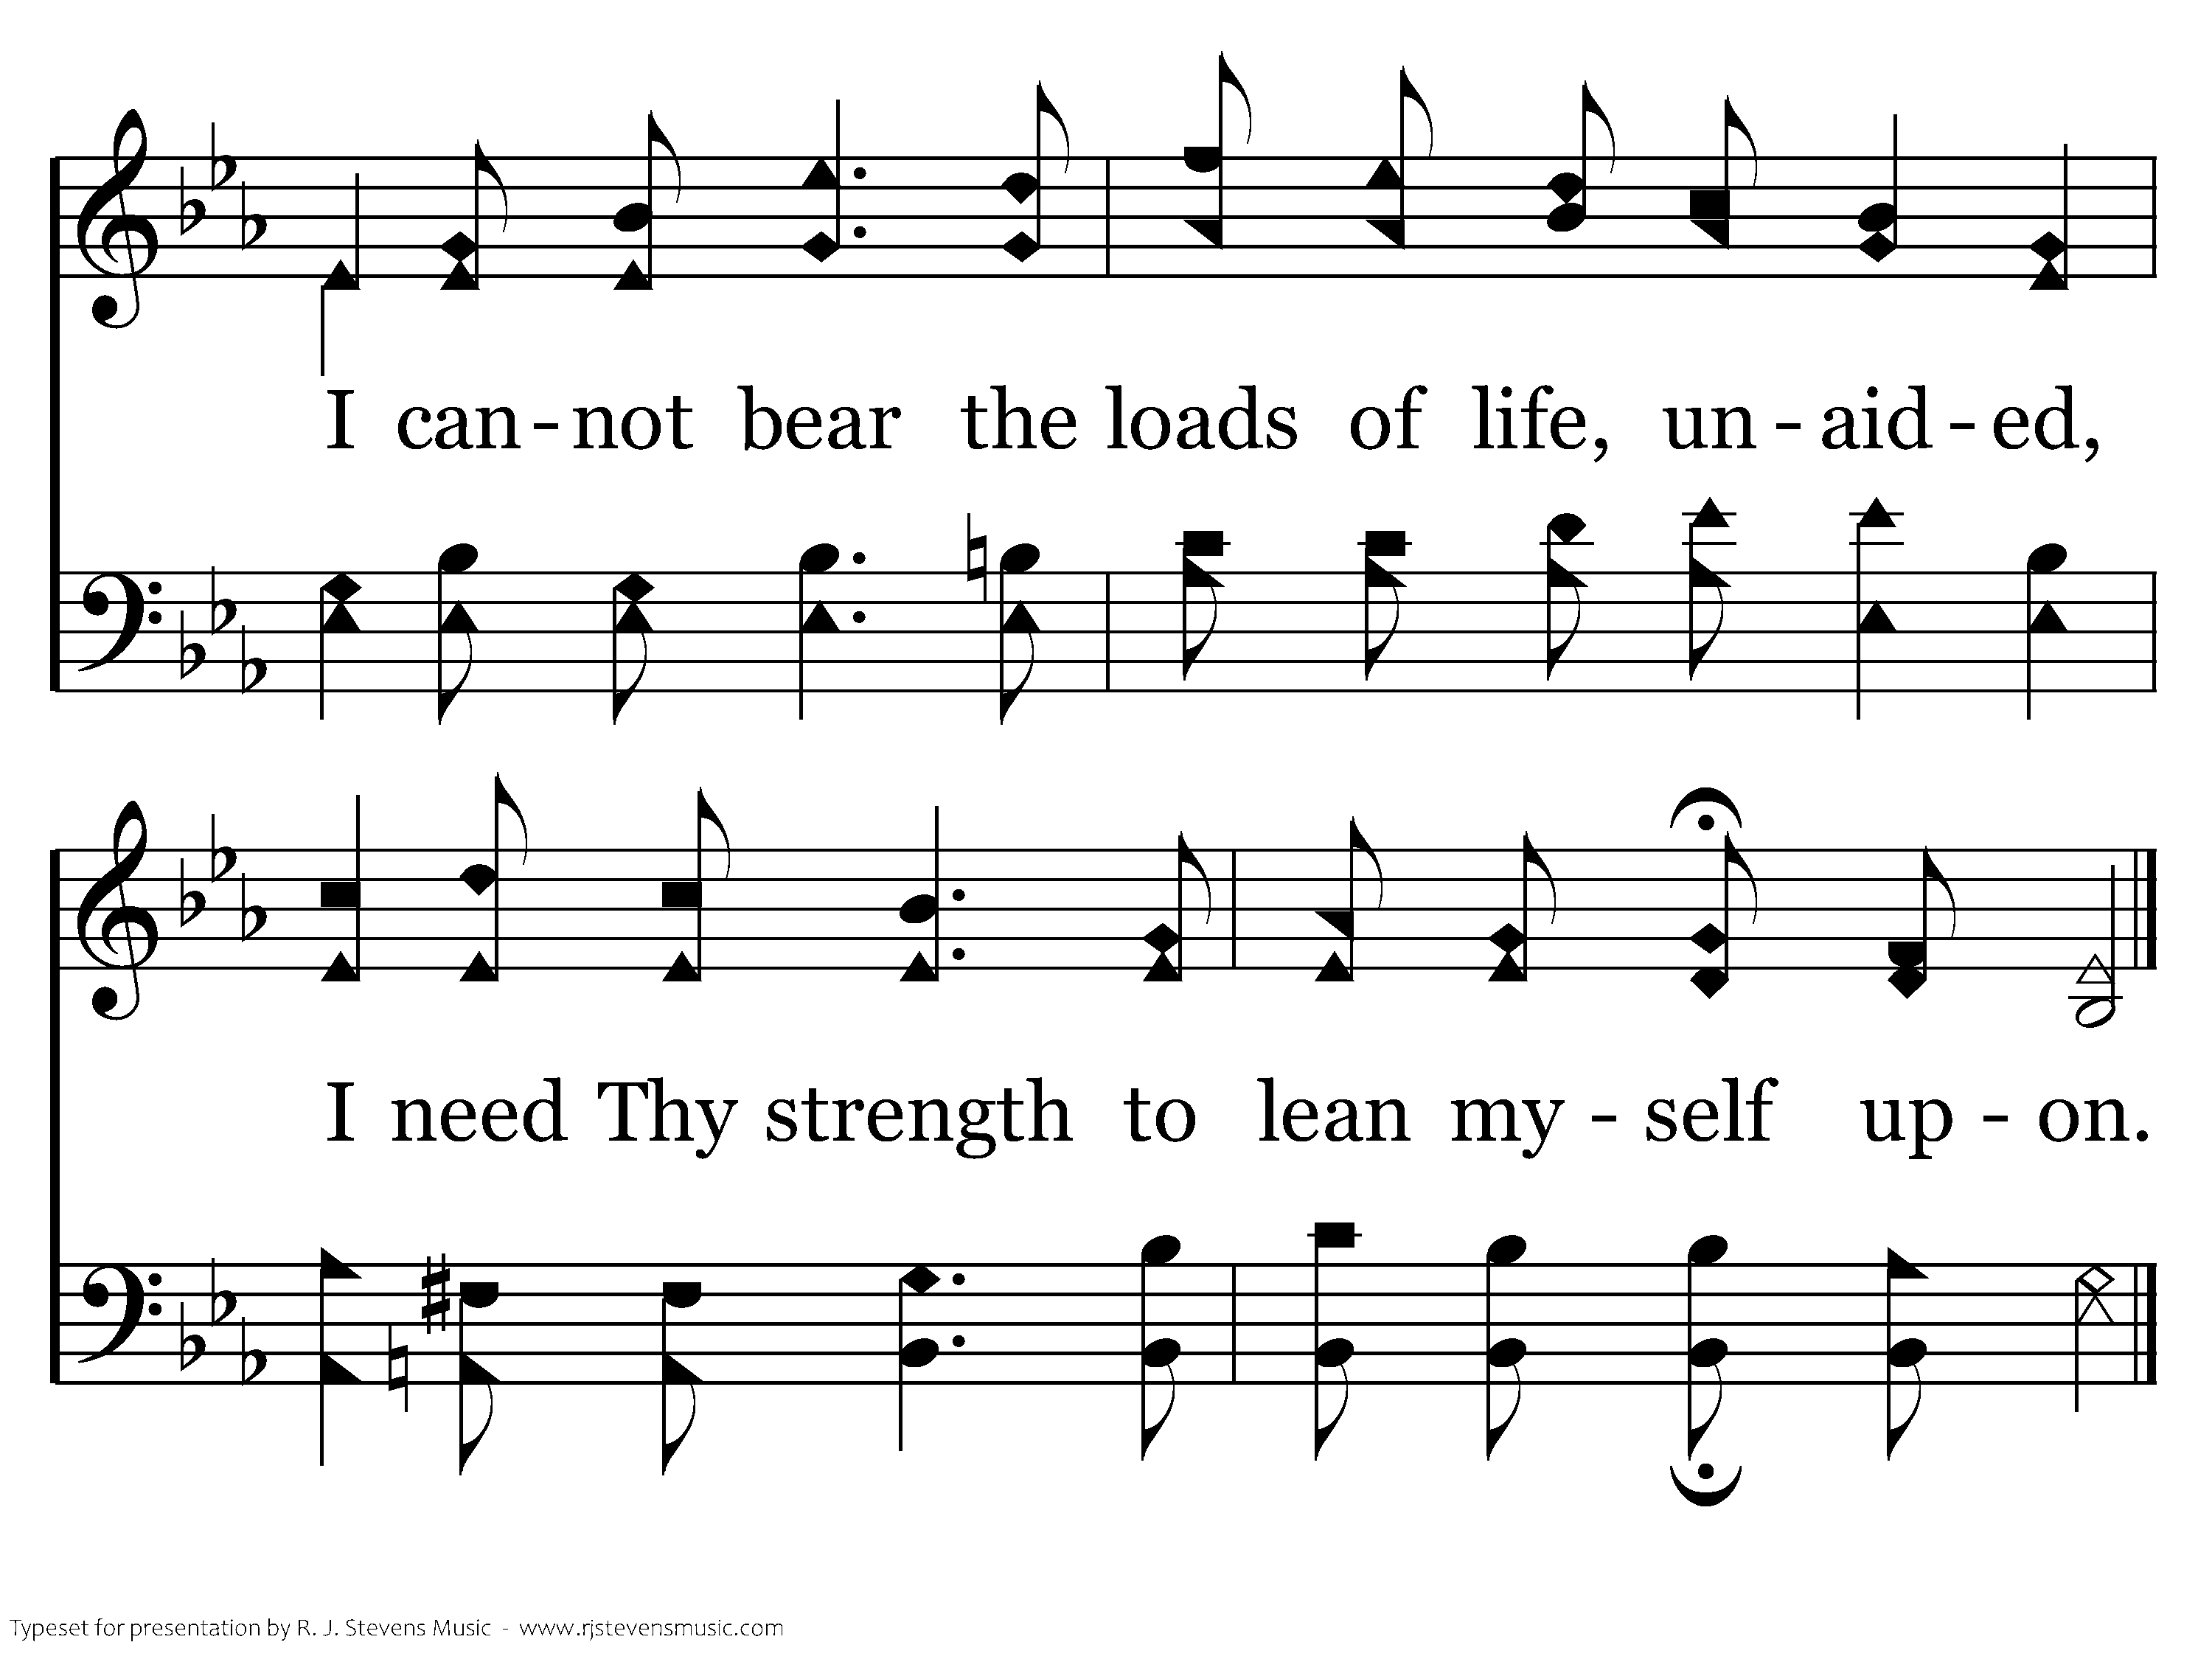 I can-not bear the loads of life, un-aid-ed,
I need Thy strength to lean my-self up-on.
Typeset for presentation by R. J. Stevens Music - www.rjstevensmusic.com